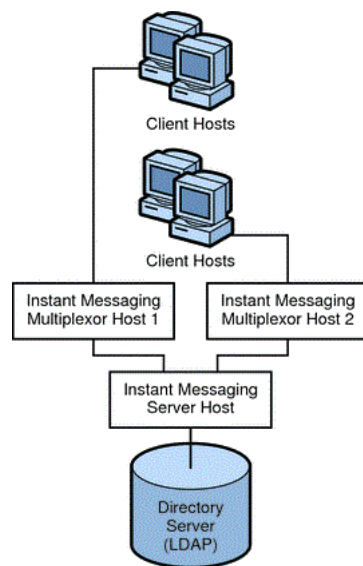 Client Hosts
Client Hosts
Instant Messaging
Multiplexor Host 1
Instant Messaging
Multiplexor Host 2
Instant Messaging
Server Host
Directory
Server
(LDAP)